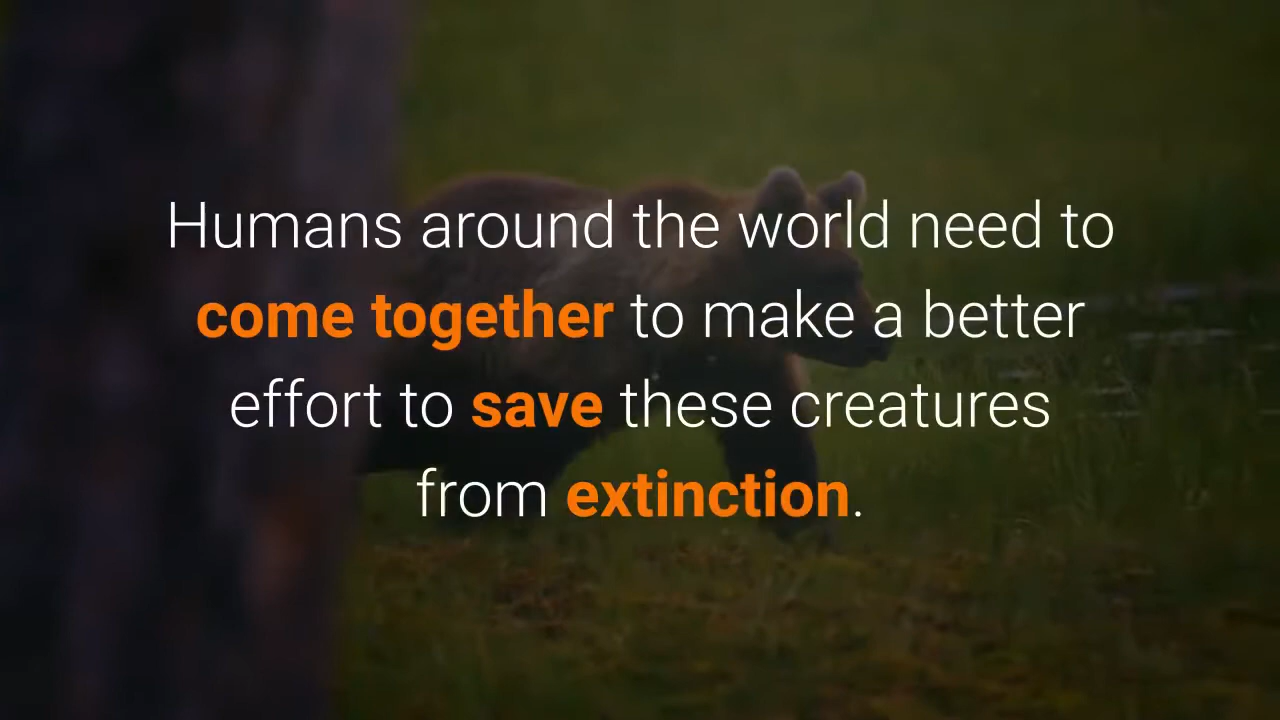 Humans around the world need to
come together to make a better
effort to save these creatures
from extinction.